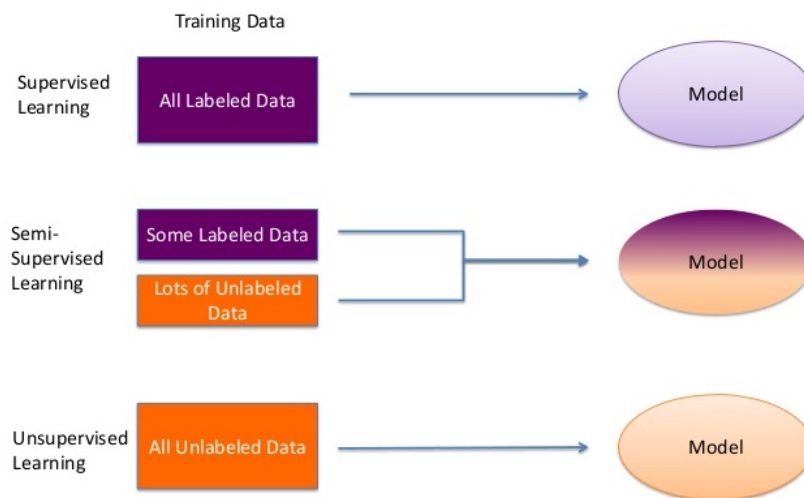 Training Data
Supervised
Learning
All Labeled Data
Model
Semi-
Supervised
Learning
Some Labeled Data
Lots of Unlabeled
Data
Model
Unsupervised
Learning
All Unlabeled Data
Model